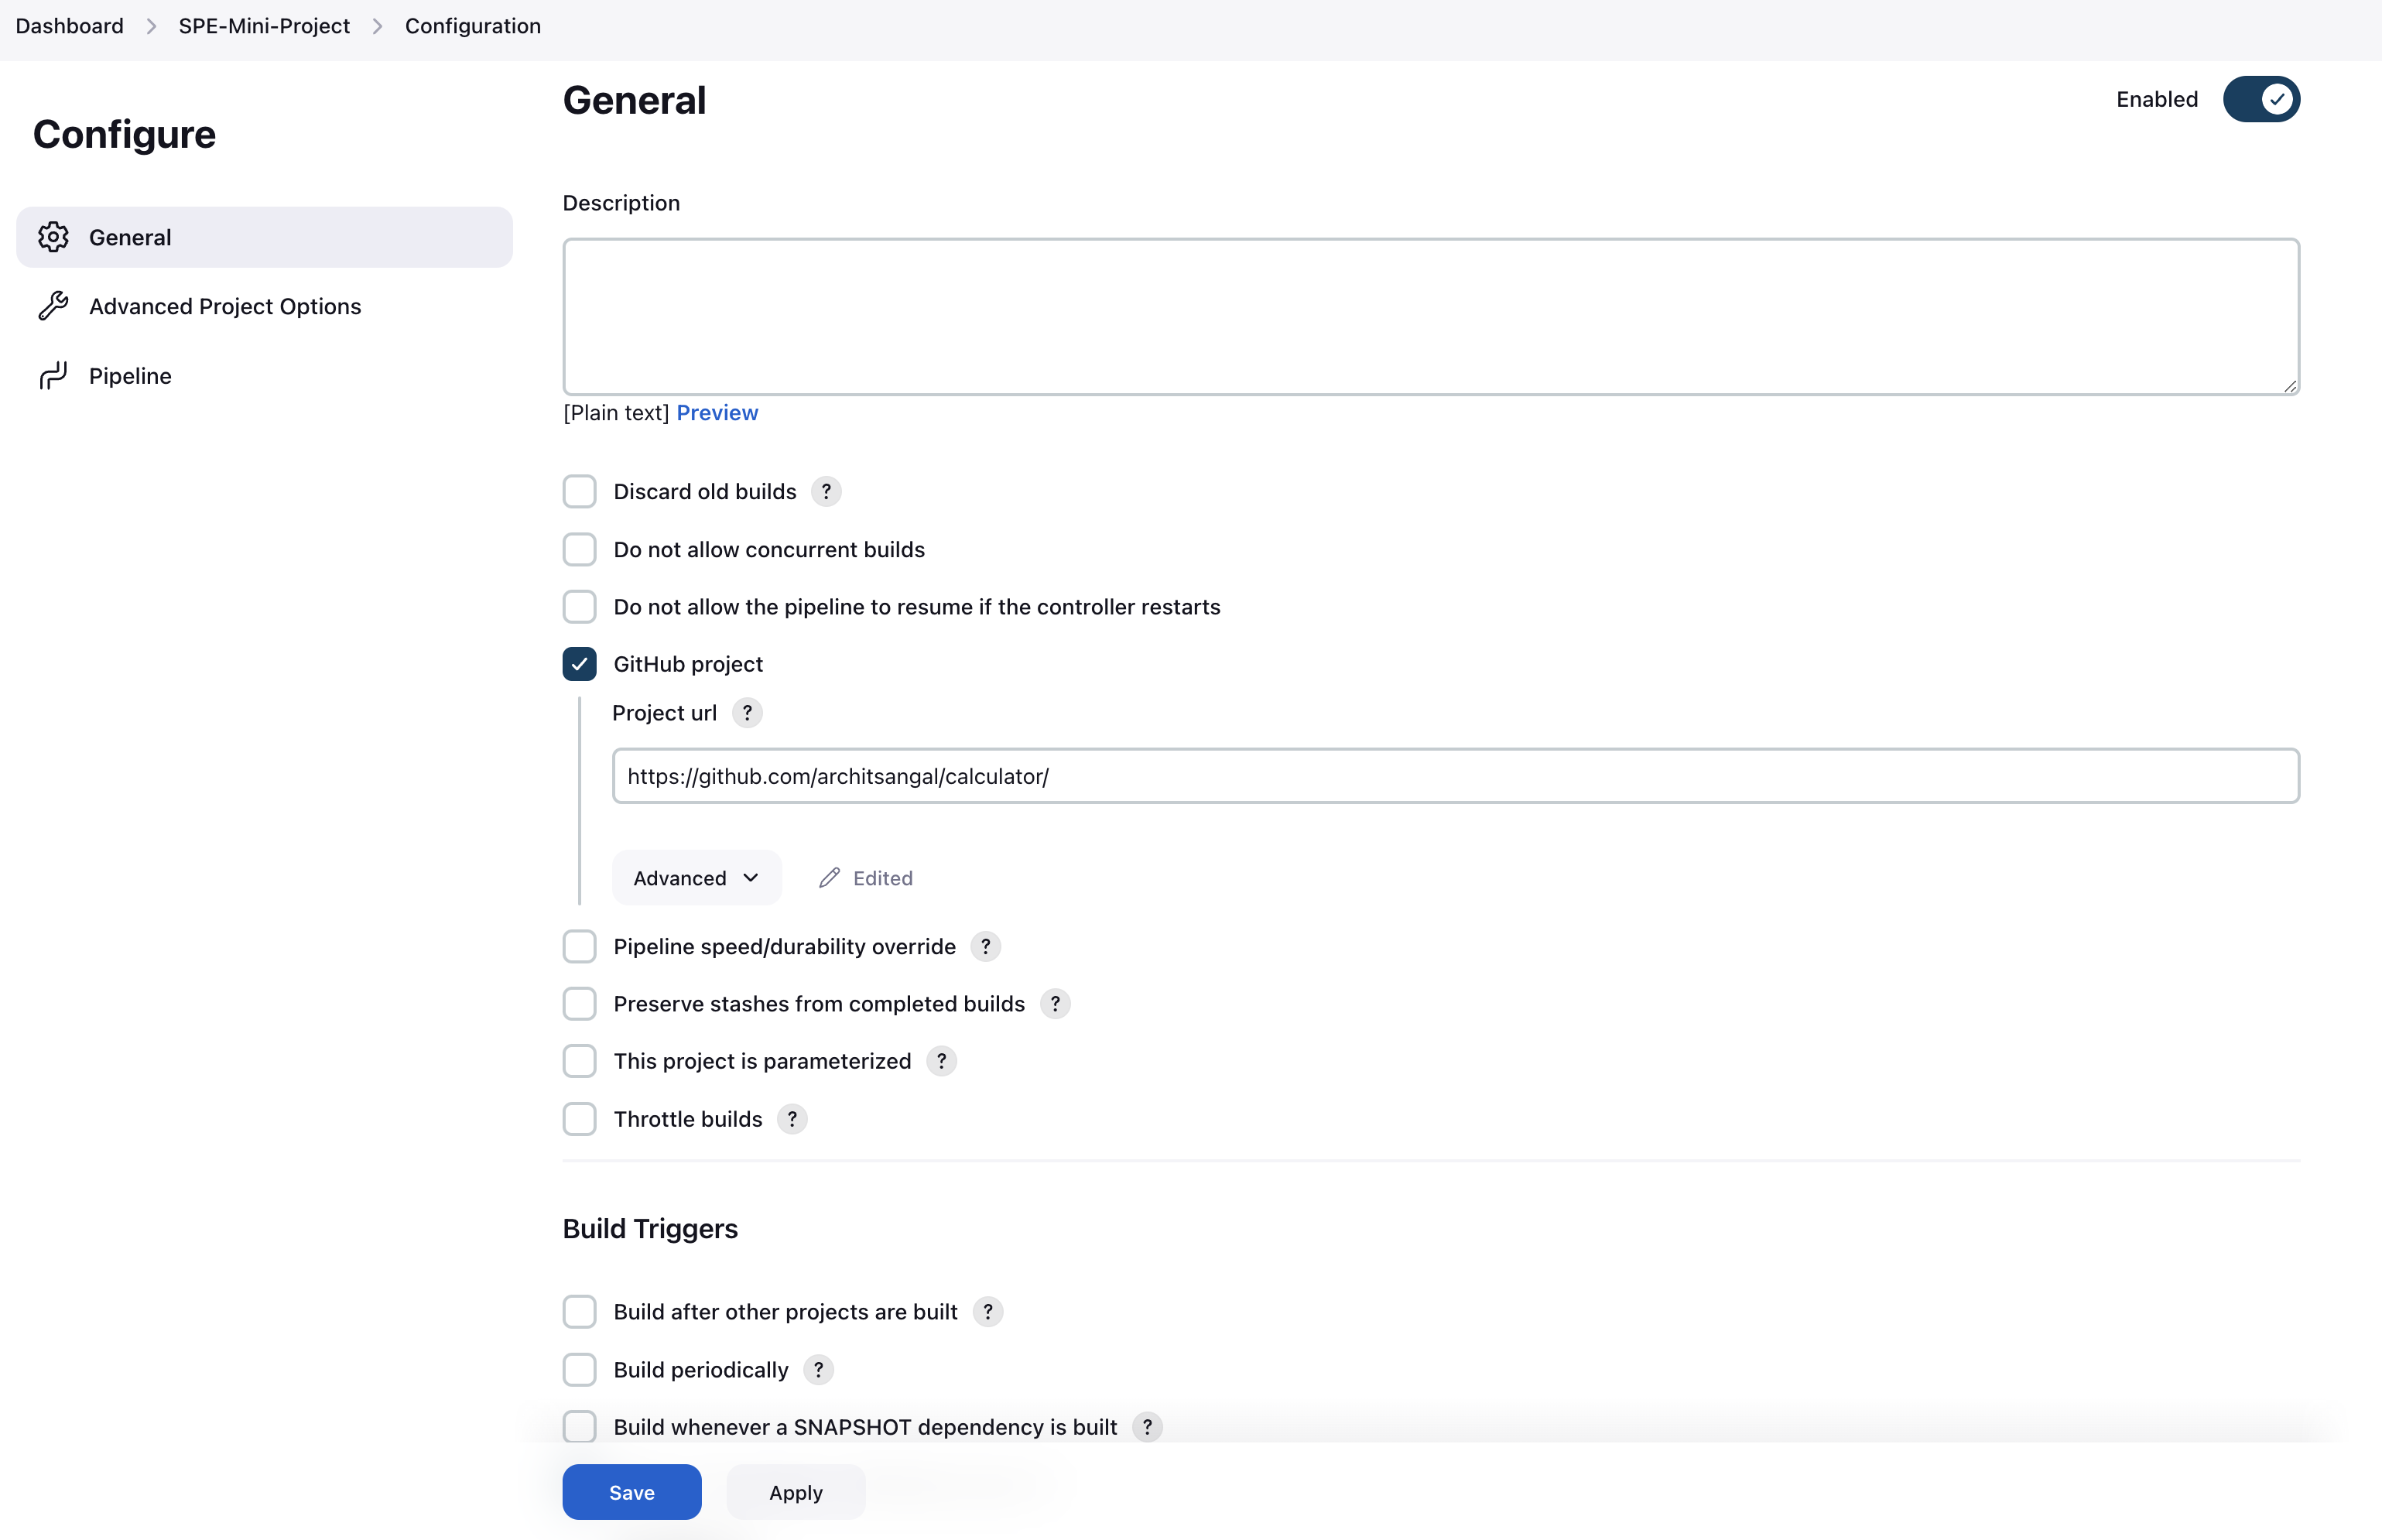 Dashboard > SPE-Mini-Project > Configuration
Configure
General
Advanced Project Options
Pipeline
General
Enabled
Description
[Plain text] Preview
Discard old builds ?
Do not allow concurrent builds
Do not allow the pipeline to resume if the controller restarts
GitHub project
Project url ?
https://github.com/architsangal/calculator/
Advanced Edited
Pipeline speed/durability override ?
Preserve stashes from completed builds ?
This project is parameterized ?
Throttle builds ?
Build Triggers
Build after other projects are built ?
Build periodically ?
Build whenever a SNAPSHOT dependency is built ?
Save Apply